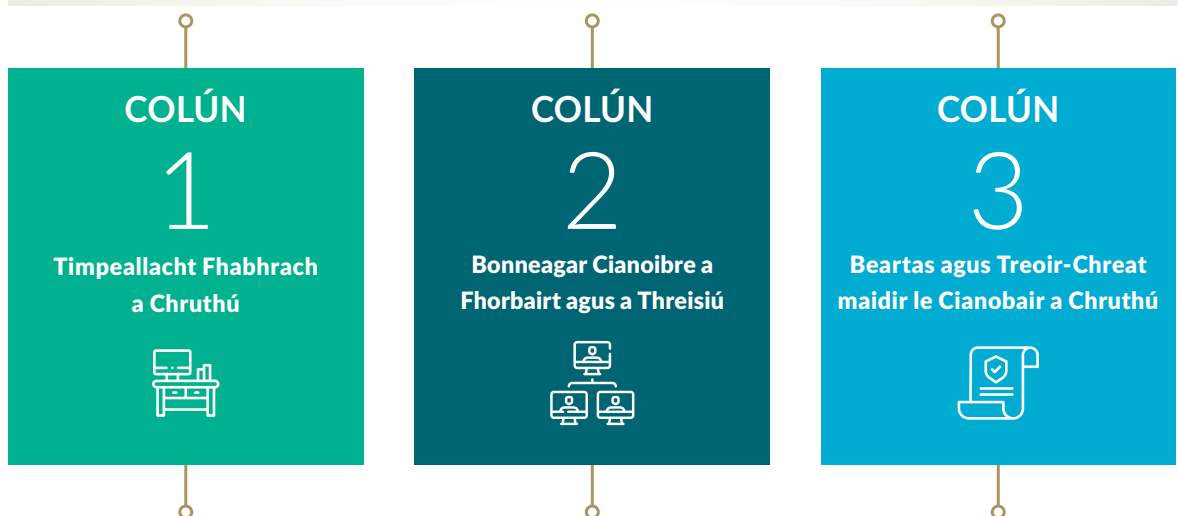 COLÚN
1
Timpeallacht Fhabhrach
a Chruthú
COLÚN
2
Bonneagar Cianoibre a
Fhorbairt agus a Threisiú
COLÚN
3
Beartas agus Treoir-Chreat
maidir le Cianobair a Chruthú